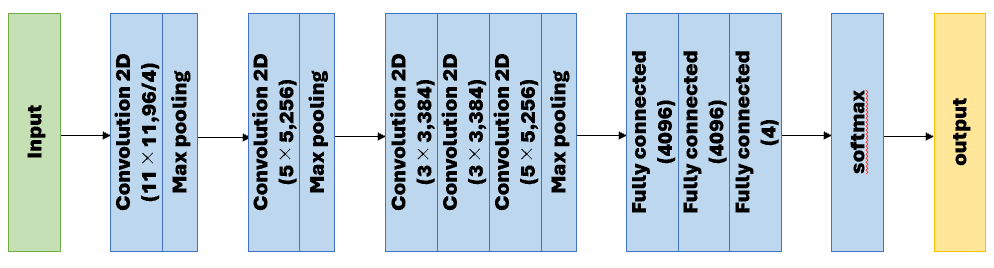 Input
Convolution 2D
(11 × 11,96/4)
Max pooling
Convolution 2D
(5 × 5,256)
Max pooling
Convolution 2D
(3 × 3,384)
Convolution 2D
(3 × 3,384)
Convolution 2D
(5 × 5,256)
Max pooling
Fully connected
(4096)
Fully connected
(4096)
Fully connected
(4)
softmax
output